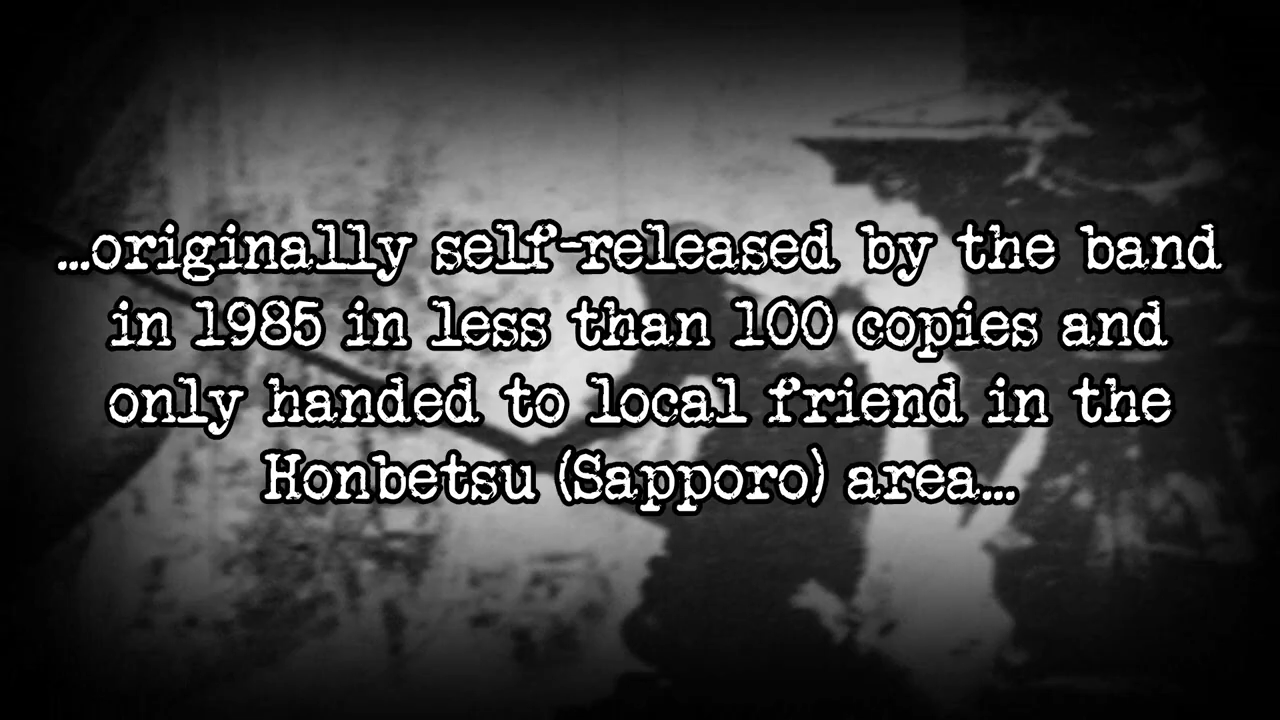 ...originally self-released by the band
in 1985 in less than 100 copies and
only handed to local friend in the
Honbetsu (Sapporo) area...